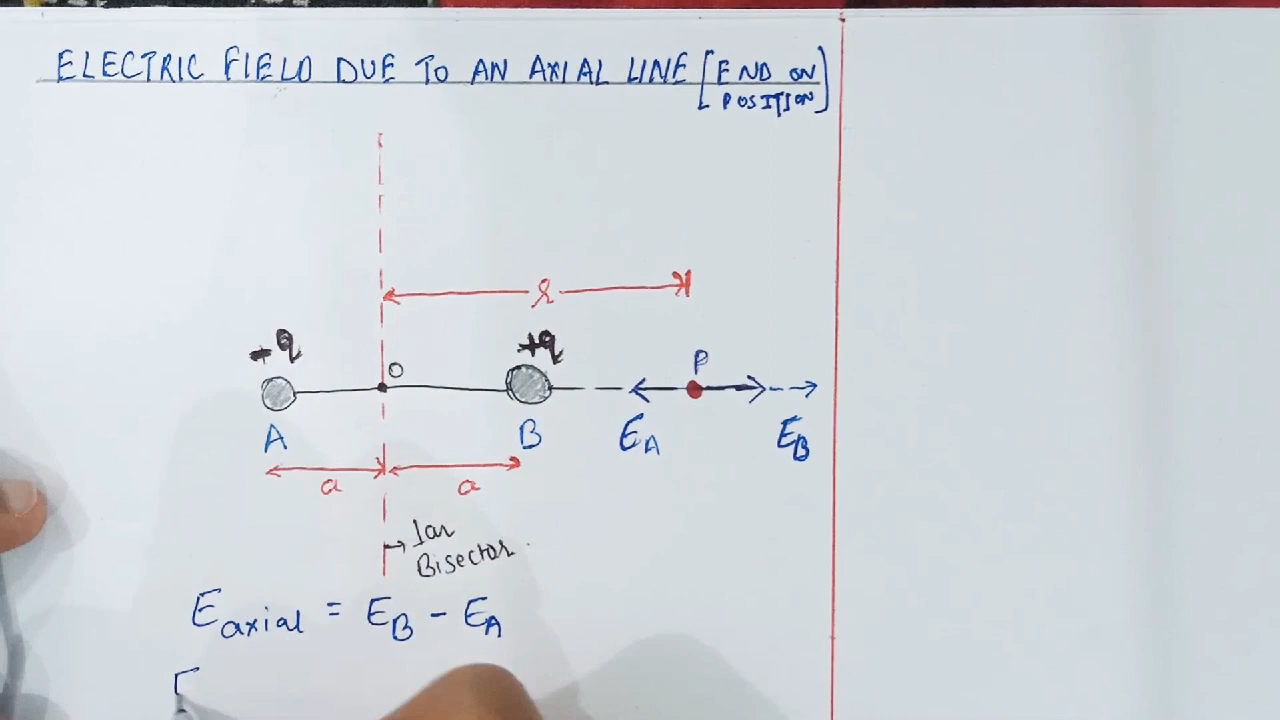 ELECTRIC FIELD DUE TO AN AXIAL LINE [END ON
POSITION]
r
-q
+q
O
P
A
B
E_A
E_B
a
a
→ ⊥ar
Bisector.
E_axial = E_B - E_A